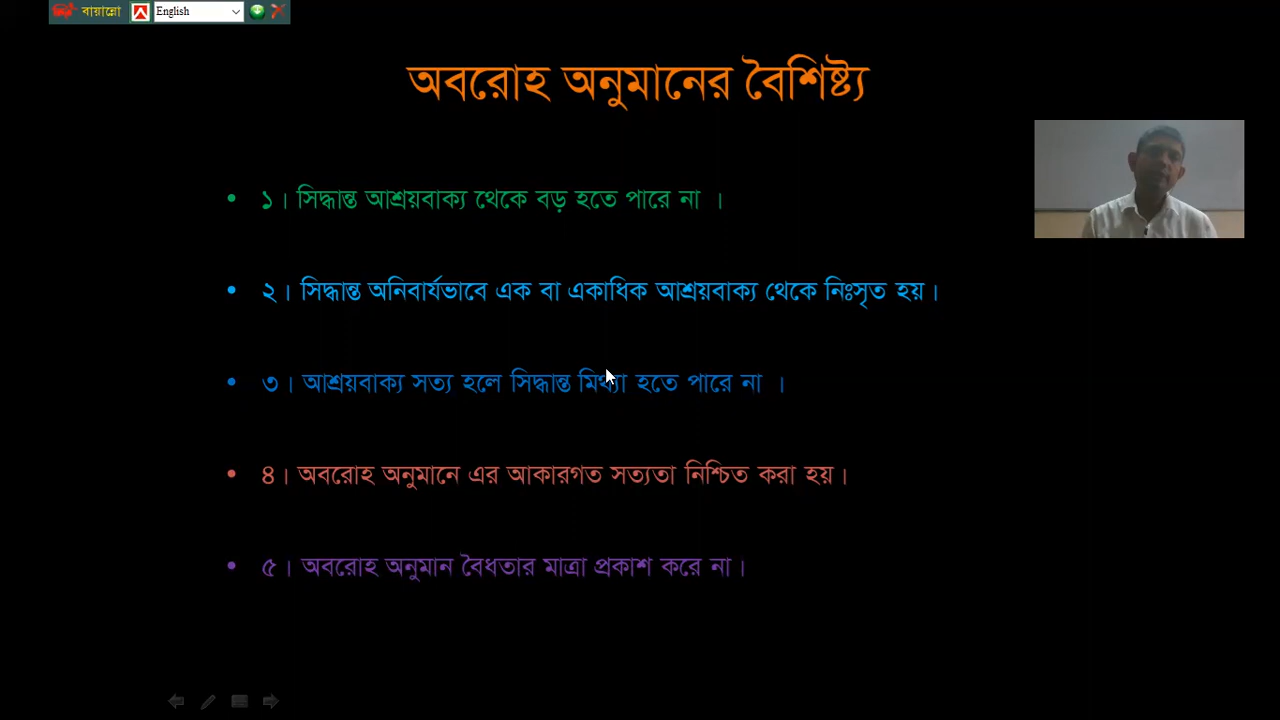 বায়ান্নো English
অবরোহ অনুমানের বৈশিষ্ট্য
• ১। সিদ্ধান্ত আশ্রয়বাক্য থেকে বড় হতে পারে না ।
• ২। সিদ্ধান্ত অনিবার্যভাবে এক বা একাধিক আশ্রয়বাক্য থেকে নিঃসৃত হয়।
• ৩। আশ্রয়বাক্য সত্য হলে সিদ্ধান্ত মিথ্যা হতে পারে না ।
• ৪। অবরোহ অনুমানে এর আকারগত সত্যতা নিশ্চিত করা হয়।
• ৫। অবরোহ অনুমান বৈধতার মাত্রা প্রকাশ করে না।